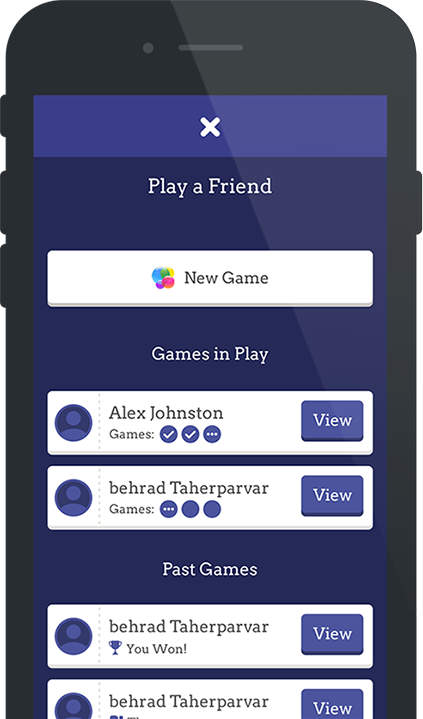 Play a Friend
New Game
Games in Play
Alex Johnston
Games:
View
behrad Taherparvar
Games:
View
Past Games
behrad Taherparvar
You Won!
View
behrad Taherparvar
View